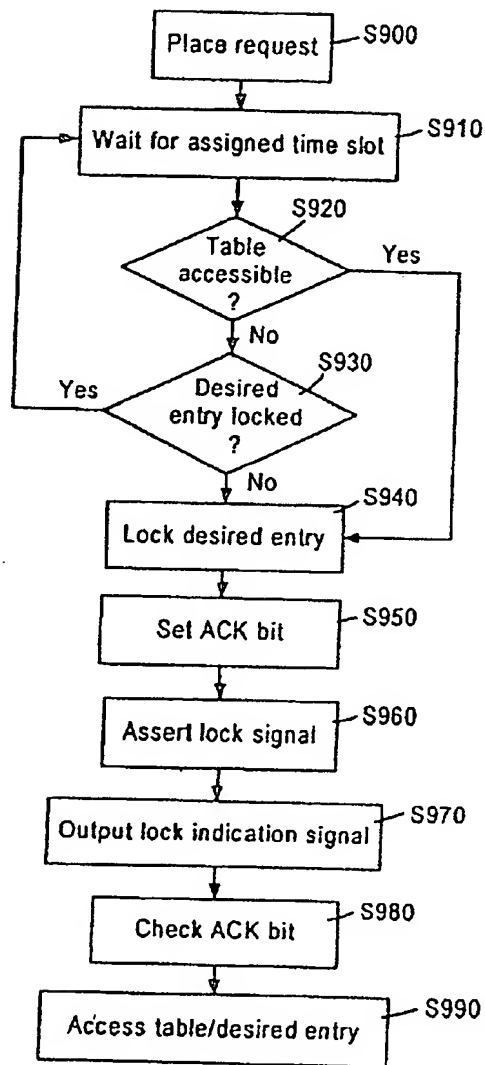 Place request
S900
Wait for assigned time slot
S910
S920
Table
accessible
?
Yes
No
S930
Desired
entry locked
?
Yes
No
S940
Lock desired entry
Set ACK bit
S950
Assert lock signal
S960
Output lock indication signal
S970
Check ACK bit
S980
Access table/desired entry
S990